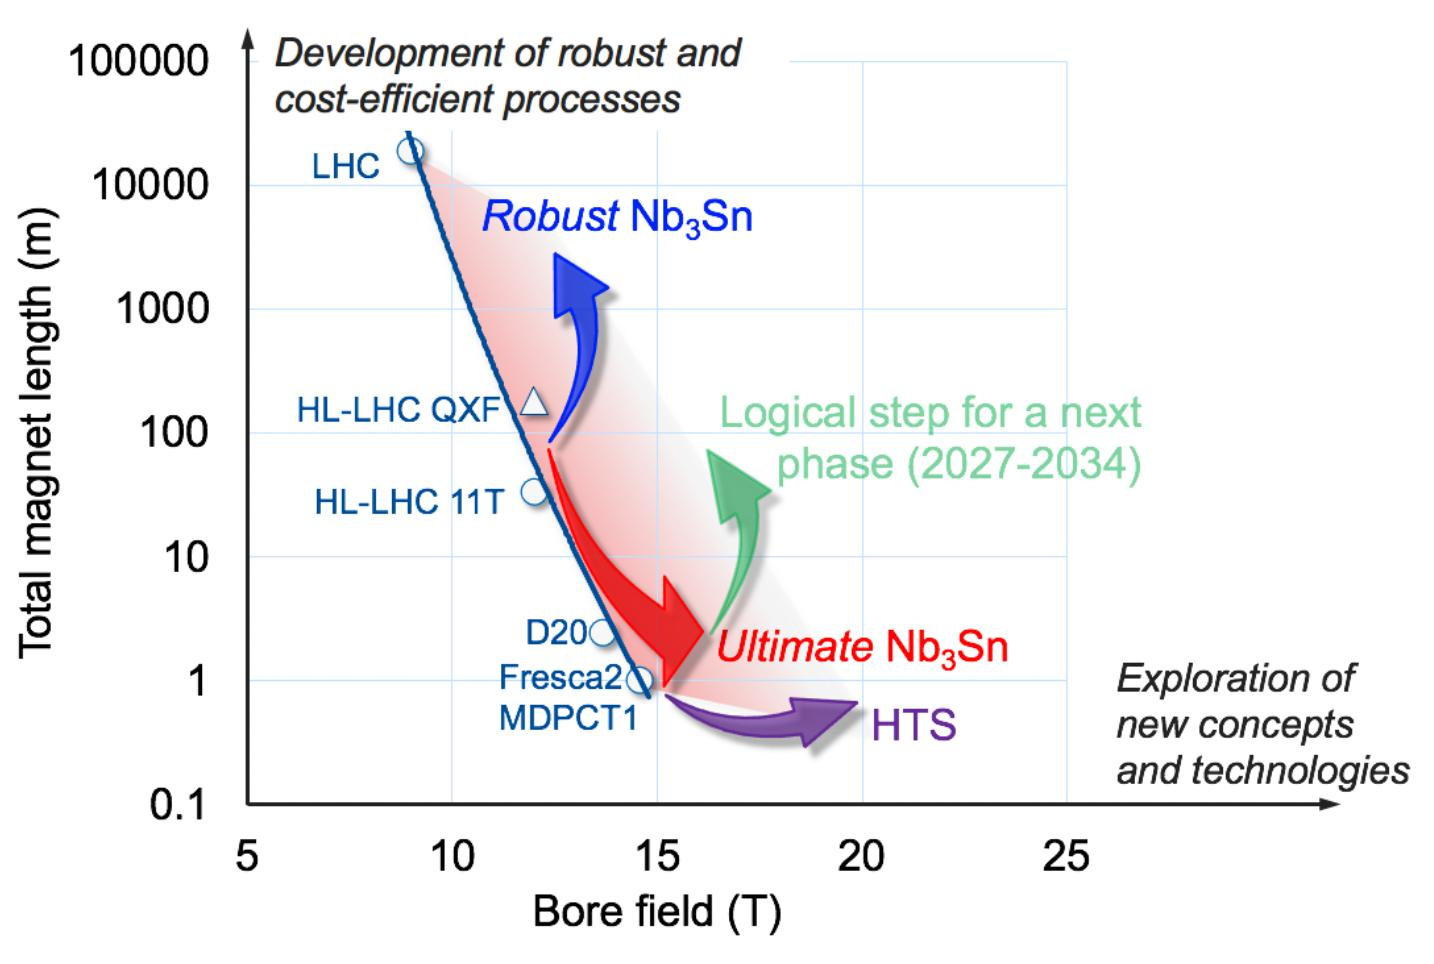 Development of robust and
cost-efficient processes
100000
10000
1000
100
10
1
0.1
Total magnet length (m)
LHC
Robust Nb₃Sn
HL-LHC QXF
Logical step for a next
phase (2027-2034)
HL-LHC 11T
D20
Ultimate Nb₃Sn
Fresca2
MDPCT1
HTS
Exploration of
new concepts
and technologies
5
10
15
20
25
Bore field (T)